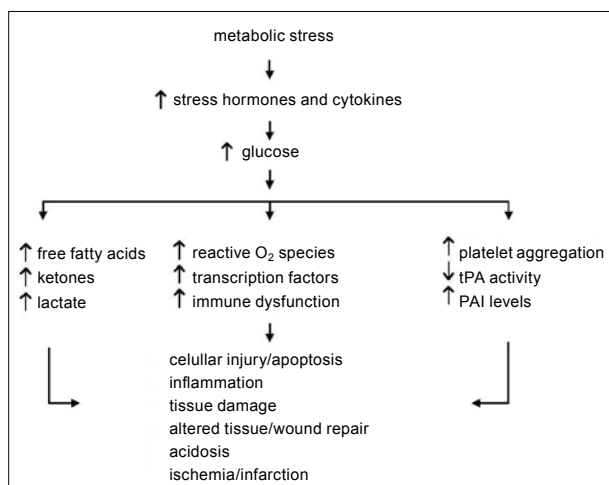 metabolic stress
↑ stress hormones and cytokines
↑ glucose
↑ free fatty acids
↑ ketones
↑ lactate
↑ reactive O₂ species
↑ transcription factors
↑ immune dysfunction
↑ platelet aggregation
↓ tPA activity
↑ PAI levels
celullar injury/apoptosis
inflammation
tissue damage
altered tissue/wound repair
acidosis
ischemia/infarction